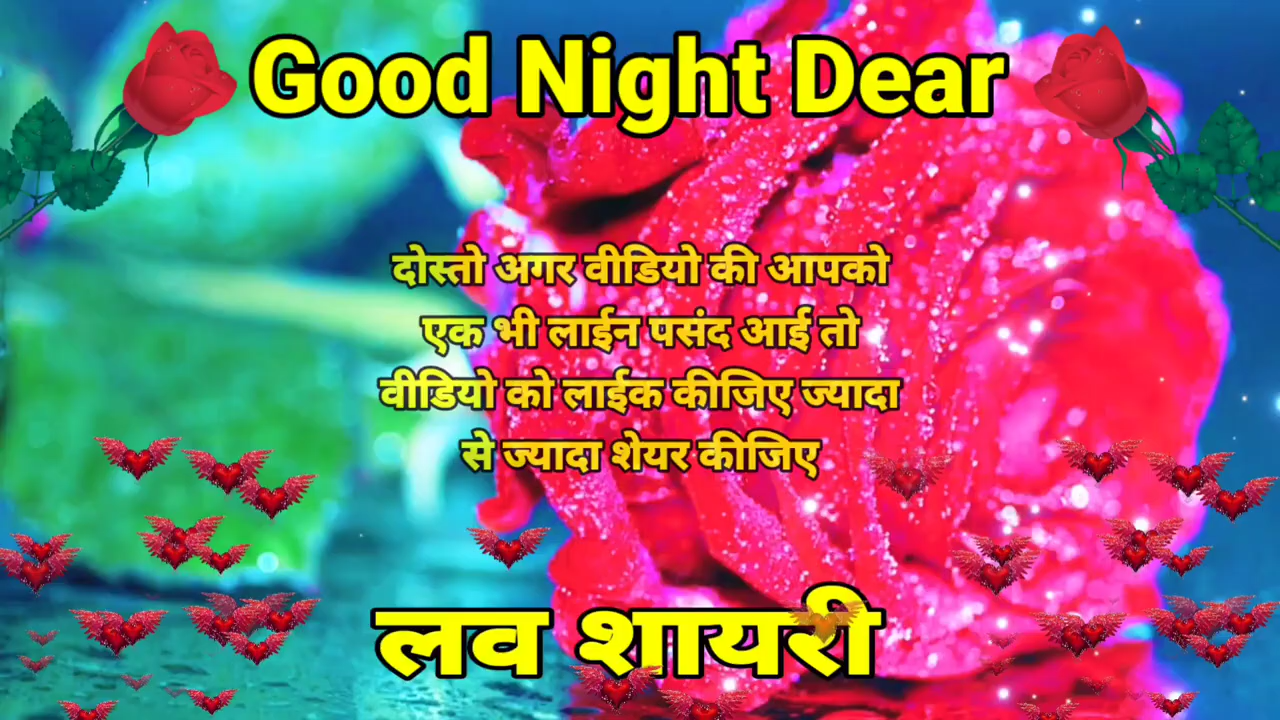 Good Night Dear
दोस्तो अगर वीडियो की आपको
एक भी लाईन पसंद आई तो
वीडियो को लाईक कीजिए ज्यादा
से ज्यादा शेयर कीजिए
लव शायरी